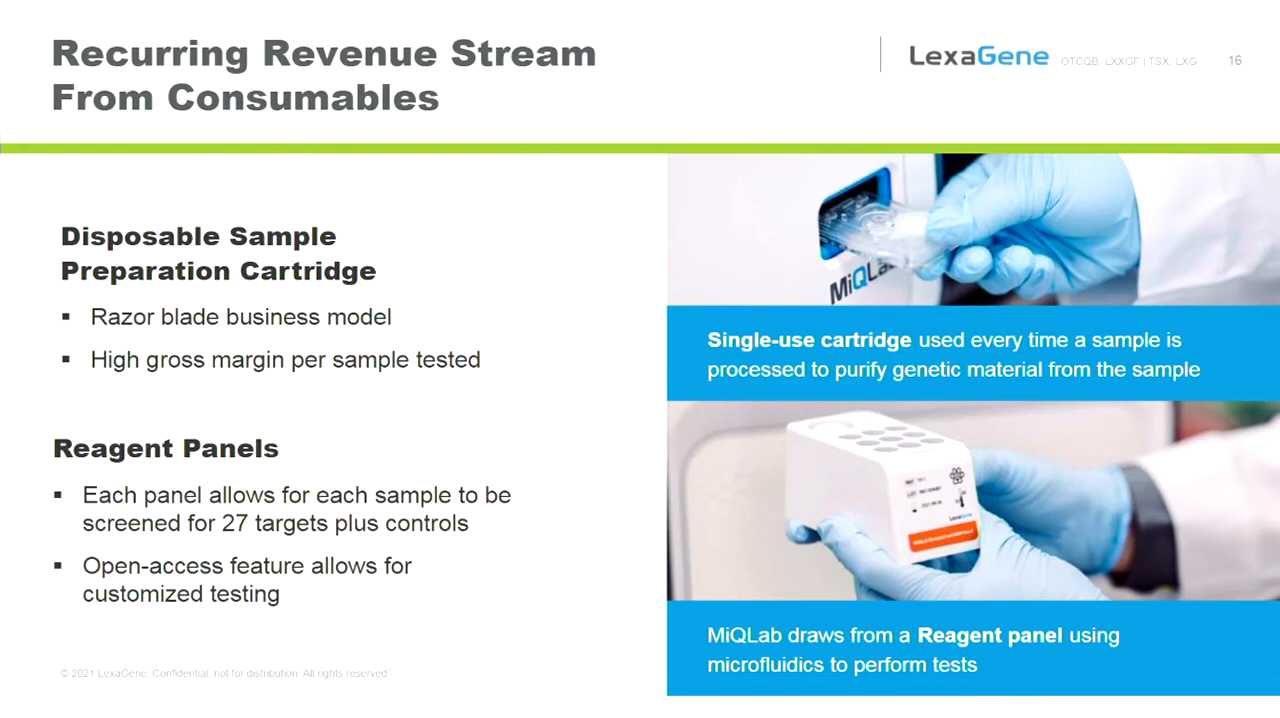 Recurring Revenue Stream
From Consumables
LexaGene OTCQB: LXXGF | TSX: LXG 16
Disposable Sample
Preparation Cartridge
▪ Razor blade business model
▪ High gross margin per sample tested
Reagent Panels
▪ Each panel allows for each sample to be
screened for 27 targets plus controls
▪ Open-access feature allows for
customized testing
MiQLab
Single-use cartridge used every time a sample is
processed to purify genetic material from the sample
LexaGene
MiQLab draws from a Reagent panel using
microfluidics to perform tests
© 2021 LexaGene. Confidential; not for distribution. All rights reserved